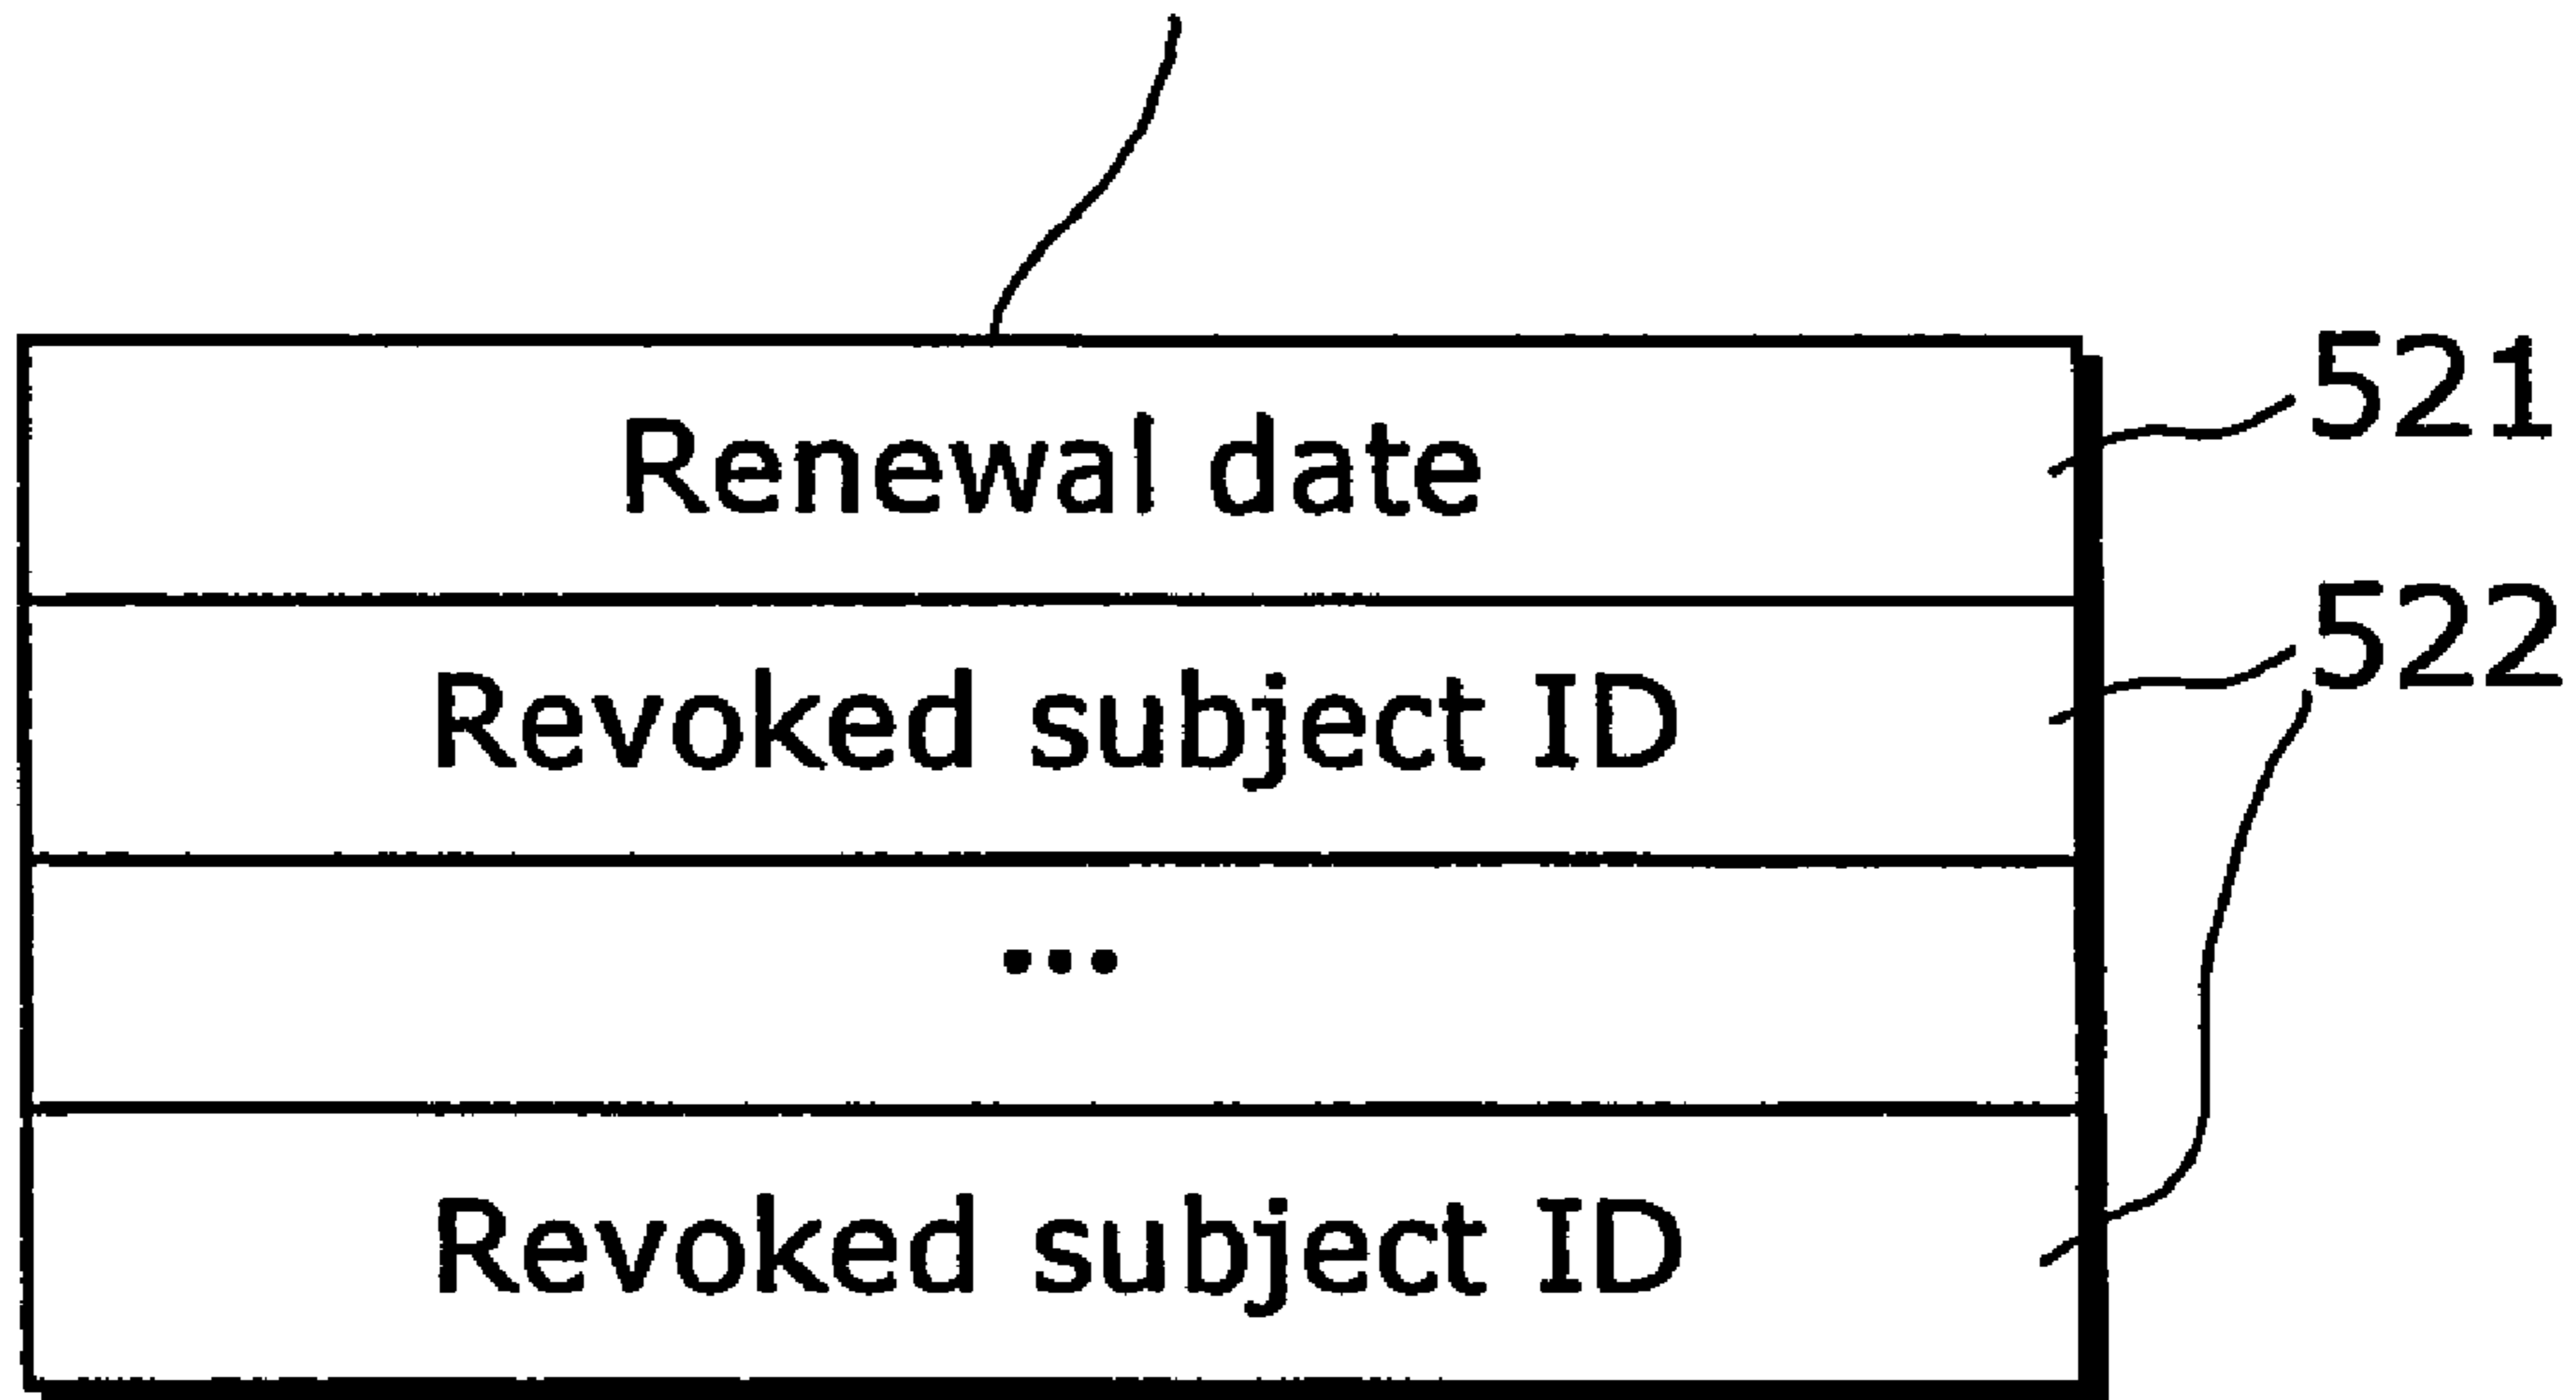 Renewal date 521
Revoked subject ID 522
...
Revoked subject ID